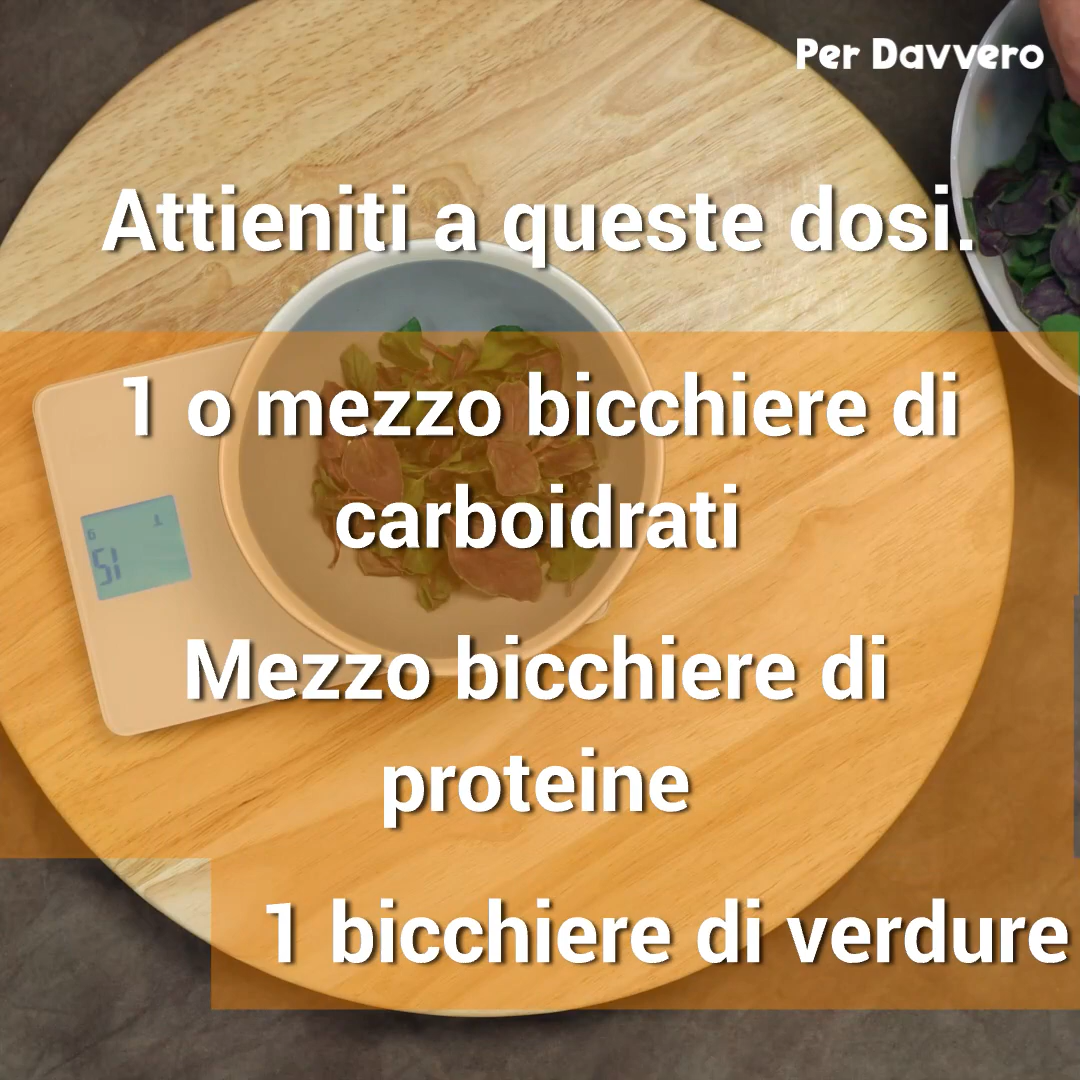 Per Davvero
Attieniti a queste dosi.
1 o mezzo bicchiere di
carboidrati
Mezzo bicchiere di
proteine
1 bicchiere di verdure